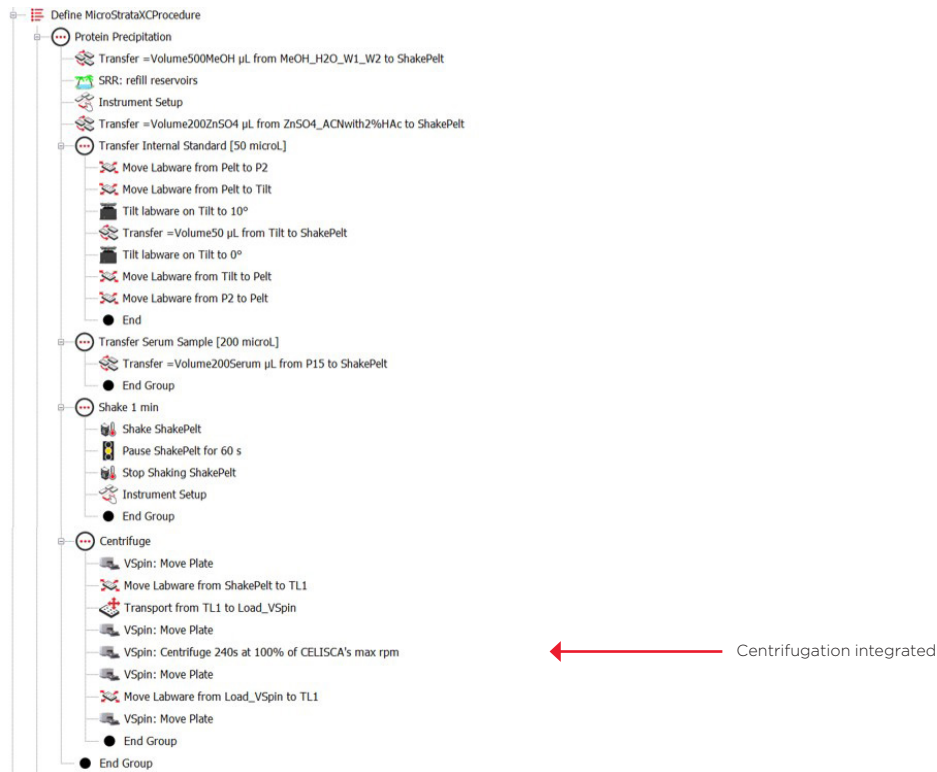 Define MicroStrataXCProcedure
Protein Precipitation
Transfer =Volume500MeOH µL from MeOH_H2O_W1_W2 to ShakePelt
SRR: refill reservoirs
Instrument Setup
Transfer =Volume200ZnSO4 µL from ZnSO4_ACNwith2%HAc to ShakePelt
Transfer Internal Standard [50 microL]
Move Labware from Pelt to P2
Move Labware from Pelt to Tilt
Tilt labware on Tilt to 10°
Transfer =Volume50 µL from Tilt to ShakePelt
Tilt labware on Tilt to 0°
Move Labware from Tilt to Pelt
Move Labware from P2 to Pelt
End
Transfer Serum Sample [200 microL]
Transfer =Volume200Serum µL from P15 to ShakePelt
End Group
Shake 1 min
Shake ShakePelt
Pause ShakePelt for 60 s
Stop Shaking ShakePelt
Instrument Setup
End Group
Centrifuge
VSpin: Move Plate
Move Labware from ShakePelt to TL1
Transport from TL1 to Load_VSpin
VSpin: Move Plate
VSpin: Centrifuge 240s at 100% of CELISCA's max rpm
Centrifugation integrated
VSpin: Move Plate
Move Labware from Load_VSpin to TL1
VSpin: Move Plate
End Group
End Group